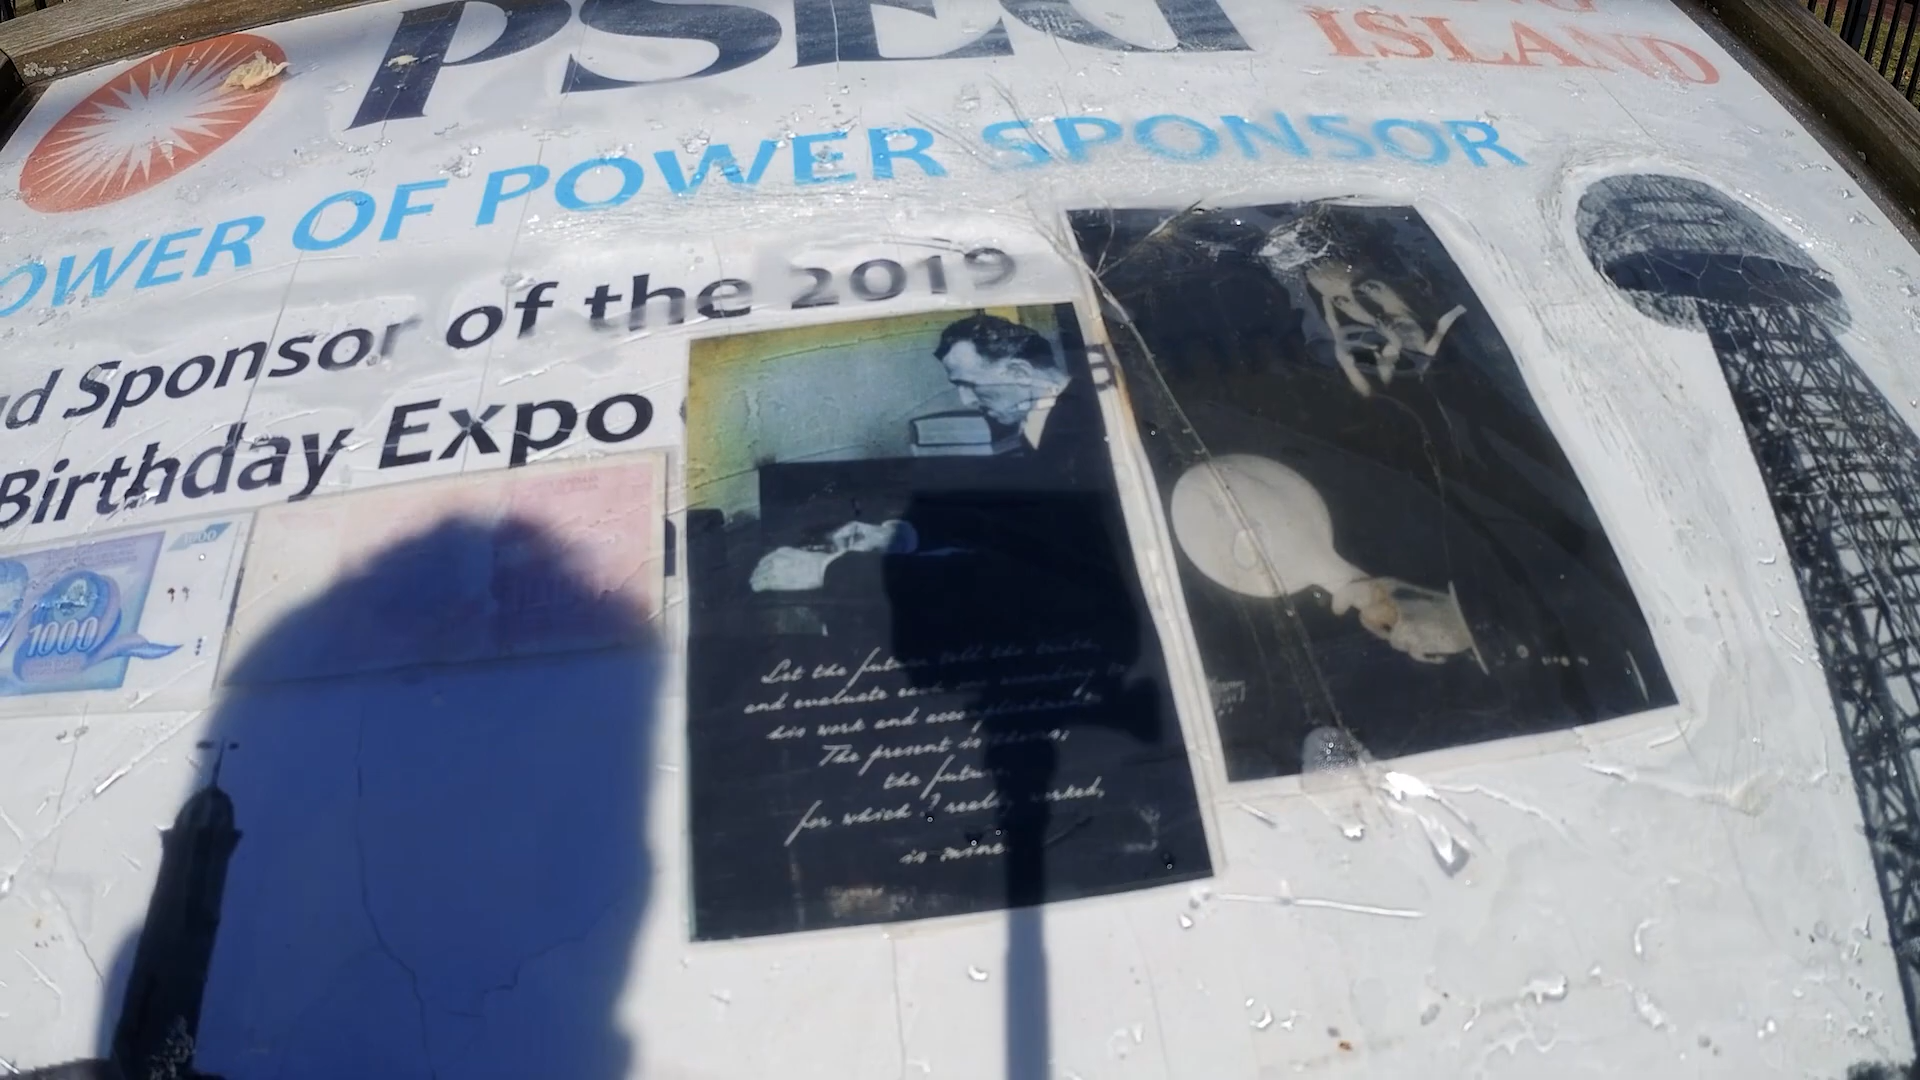 PSEG
ISLAND
OWER OF POWER SPONSOR
d Sponsor of the 2019
Birthday Expo
1000
Let the future tell the truth,
and evaluate each one according to
his work and accomplishments
The present is theirs;
the future
for which I really worked,
is mine